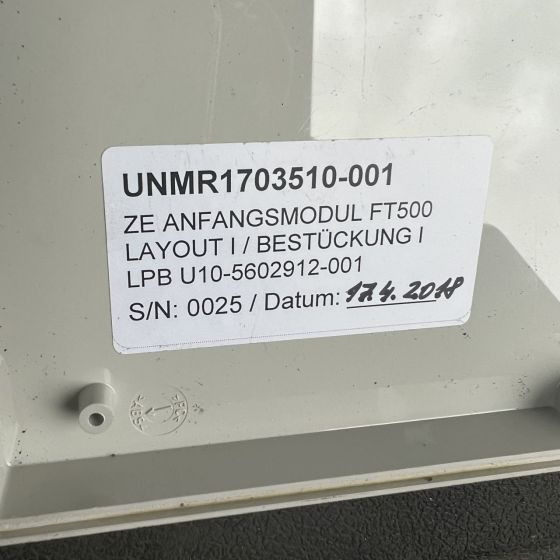 UNMR1703510-001
ZE ANFANGSMODUL FT500
LAYOUT I / BESTÜCKUNG I
LPB U10-5602912-001
S/N: 0025 / Datum: 17.4.2018